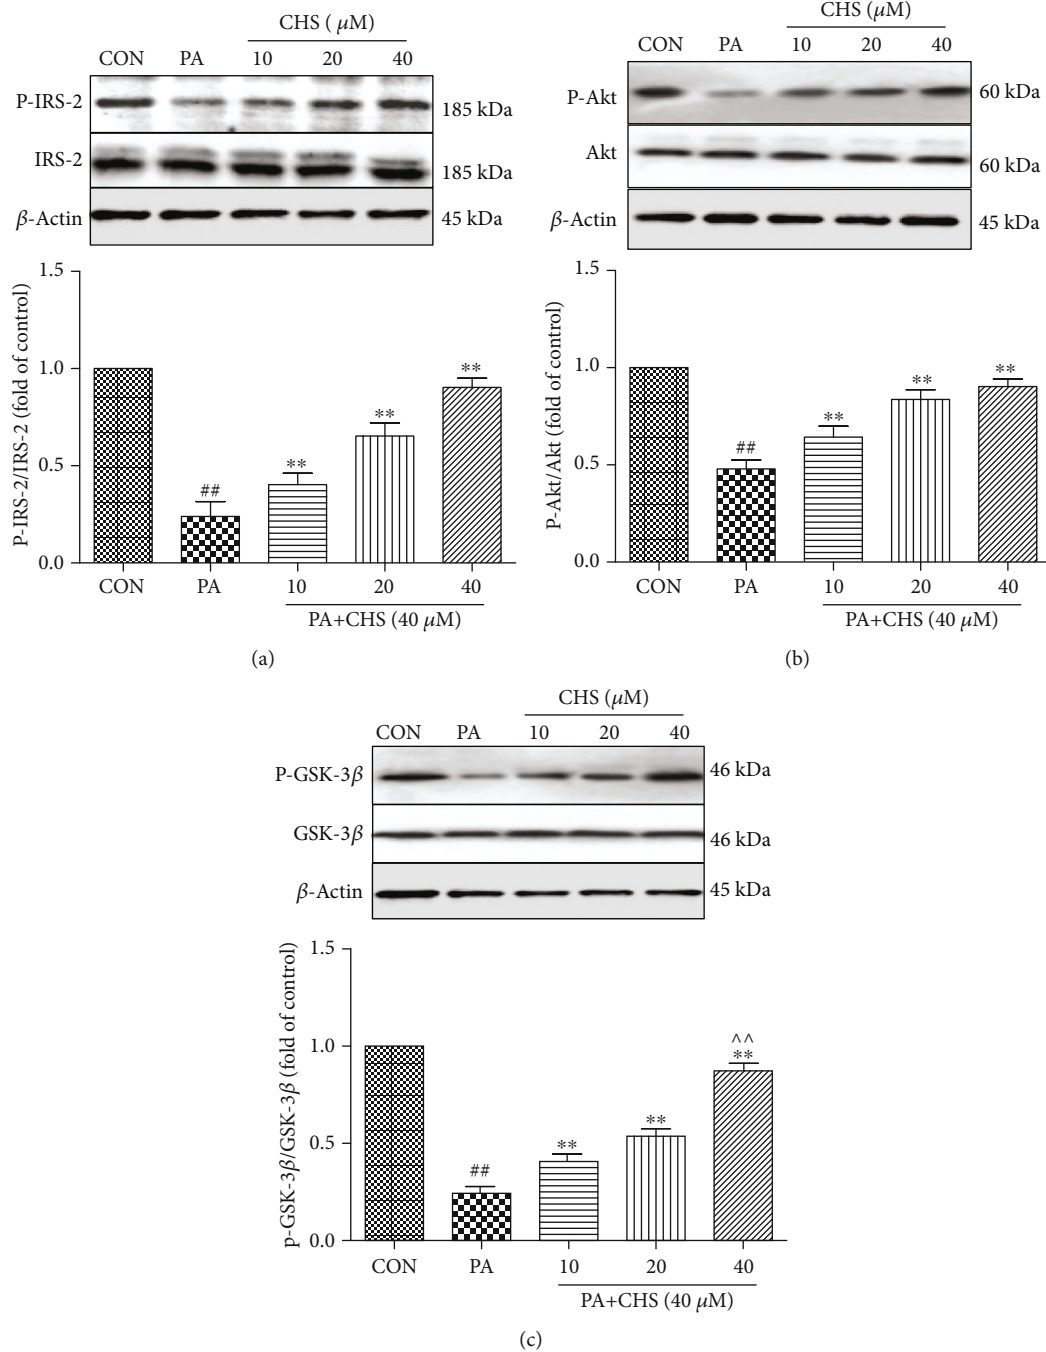 CHS ( μM)
CON PA 10 20 40
P-IRS-2 185 kDa
IRS-2 185 kDa
β-Actin 45 kDa
P-IRS-2/IRS-2 (fold of control)
1.5
1.0
0.5
0.0
##
**
**
**
CON PA 10 20 40
PA+CHS (40 μM)
(a)
CHS (μM)
CON PA 10 20 40
P-Akt 60 kDa
Akt 60 kDa
β-Actin 45 kDa
P-Akt/Akt (fold of control)
1.5
1.0
0.5
0.0
##
**
**
**
CON PA 10 20 40
PA+CHS (40 μM)
(b)
CHS (μM)
CON PA 10 20 40
P-GSK-3β 46 kDa
GSK-3β 46 kDa
β-Actin 45 kDa
p-GSK-3β/GSK-3β (fold of control)
1.5
1.0
0.5
0.0
##
**
**
^^
**
CON PA 10 20 40
PA+CHS (40 μM)
(c)